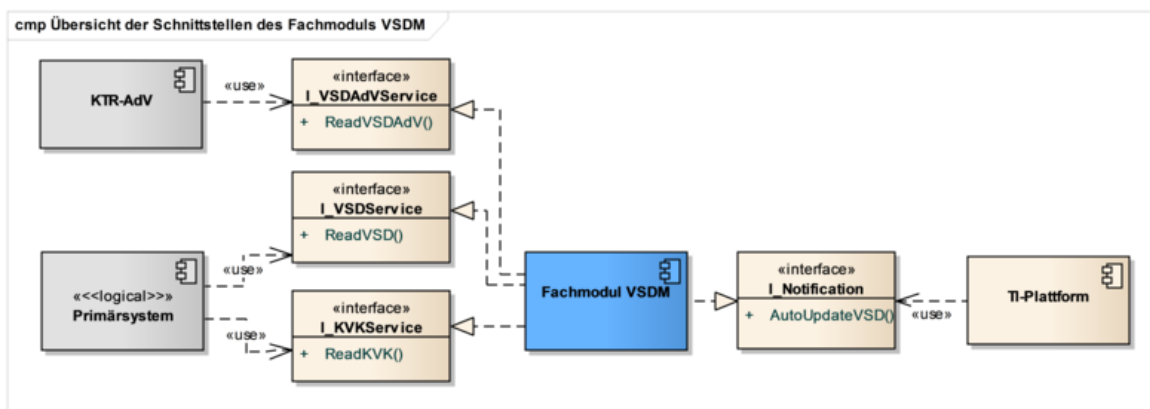 cmp Übersicht der Schnittstellen des Fachmoduls VSDM
KTR-AdV
«use»
«interface»
I_VSDAdVService
+ ReadVSDAdV()
«interface»
I_VSDService
+ ReadVSD()
«<<logical>>»
Primärsystem
«use»
«use»
«interface»
I_KVKService
+ ReadKVK()
Fachmodul VSDM
«interface»
I_Notification
+ AutoUpdateVSD()
«use»
TI-Plattform